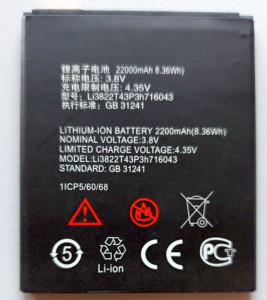 锂离子电池 22000mAh 8.36Wh)
标称电压: 3.8V
充电限制电压: 4.35V
型号: Li3822T43P3h716043
执行标准: GB 31241
LITHIUM-ION BATTERY 2200mAh(8.36Wh)
NOMINAL VOLTAGE:3.8V
LIMITED CHARGE VOLTAGE:4.35V
MODEL:Li3822T43P3h716043
STANDARD: GB 31241
1ICP5/60/68
5
Li-ion